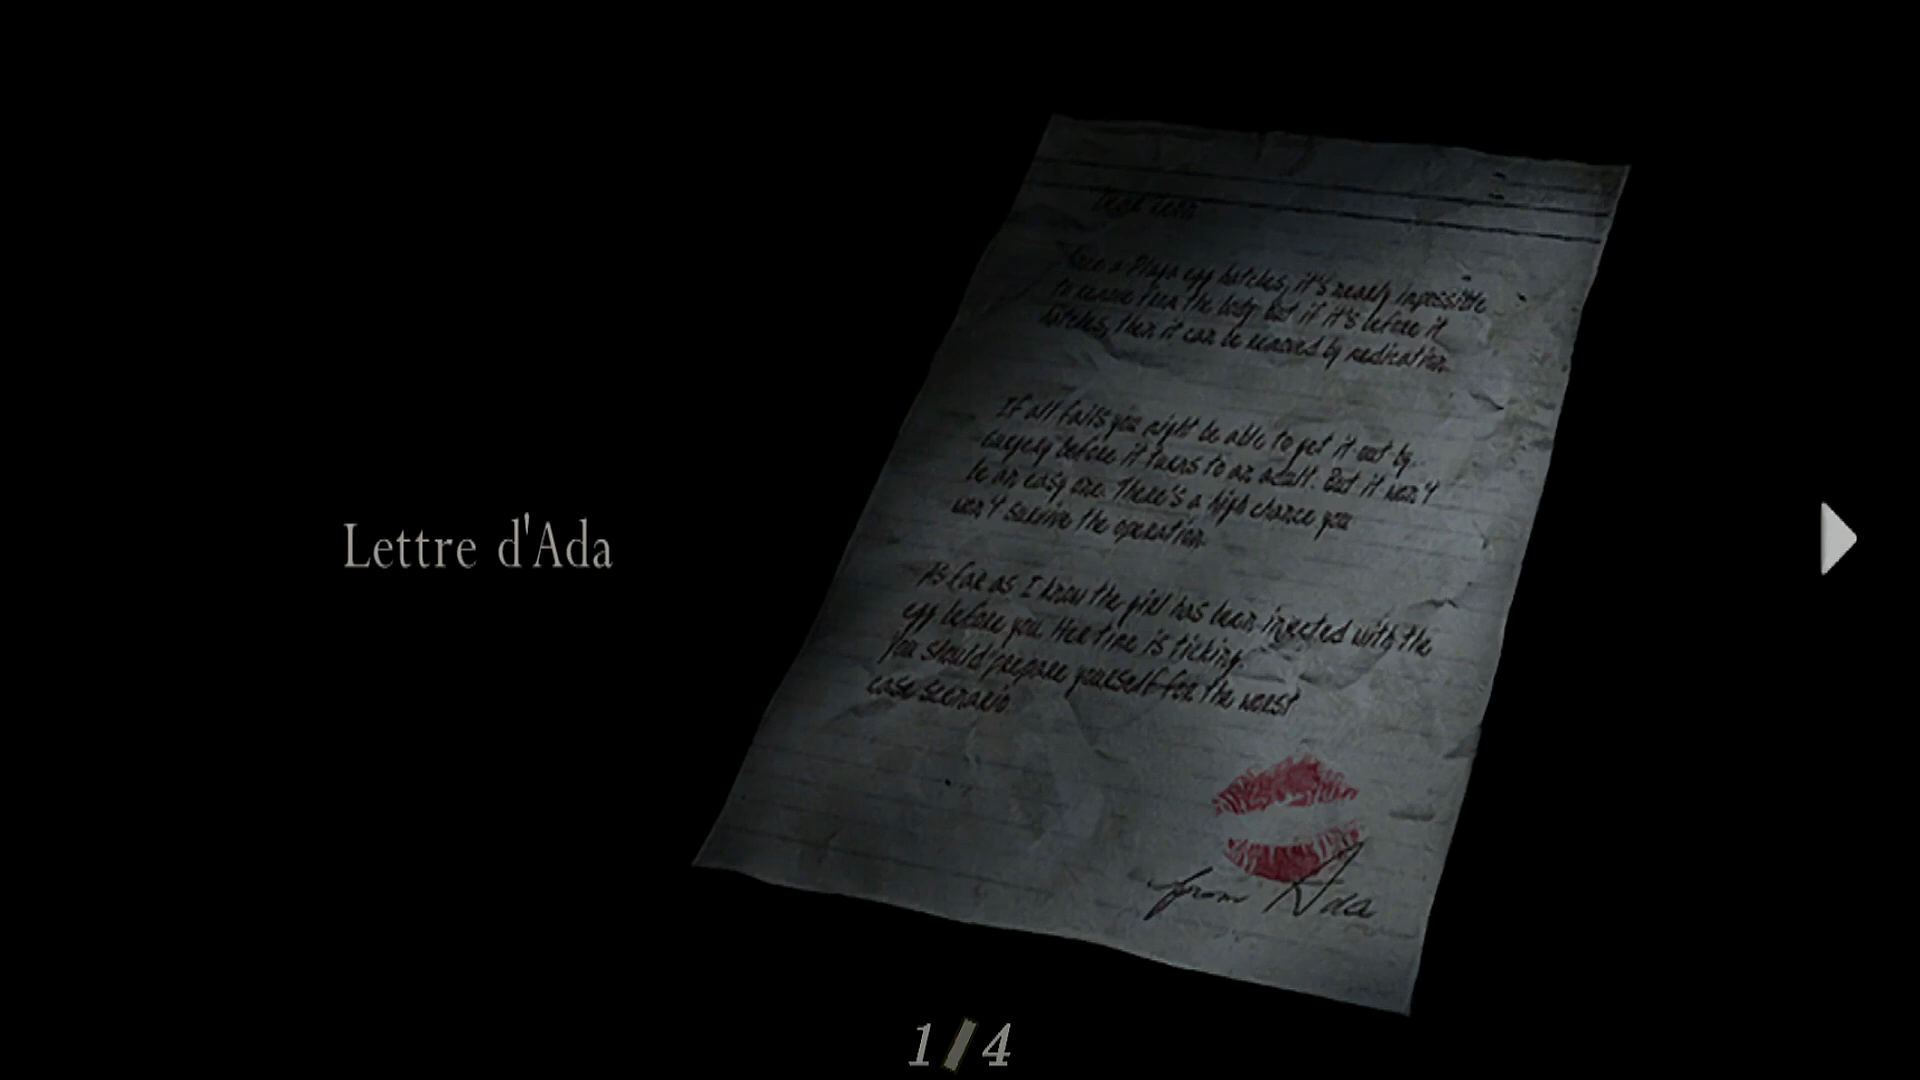 Lettre d'Ada
Dear Leon
Once a Plaga egg hatches, it's nearly impossible
to remove from the body. But if it's before it
hatches, then it can be removed by medication.
If all fails you might be able to get it out by
surgery before it turns to an adult. But it won't
be an easy one. There's a high chance you
won't survive the operation.
As far as I know the girl has been injected with the
egg before you. Her time is ticking.
You should prepare yourself for the worst
case scenario.
from Ada
1/4